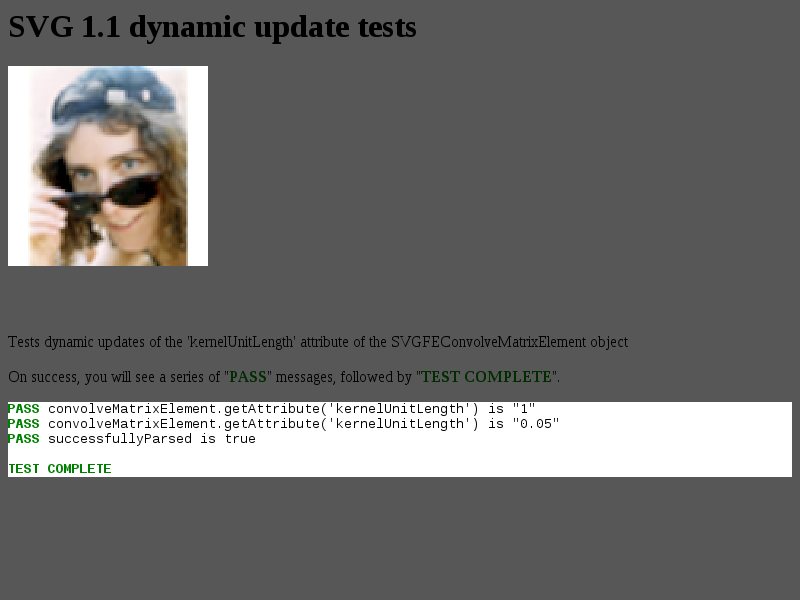 SVG 1.1 dynamic update tests
Tests dynamic updates of the 'kernelUnitLength' attribute of the SVGFEConvolveMatrixElement object
On success, you will see a series of "PASS" messages, followed by "TEST COMPLETE".
PASS convolveMatrixElement.getAttribute('kernelUnitLength') is "1"
PASS convolveMatrixElement.getAttribute('kernelUnitLength') is "0.05"
PASS successfullyParsed is true
TEST COMPLETE